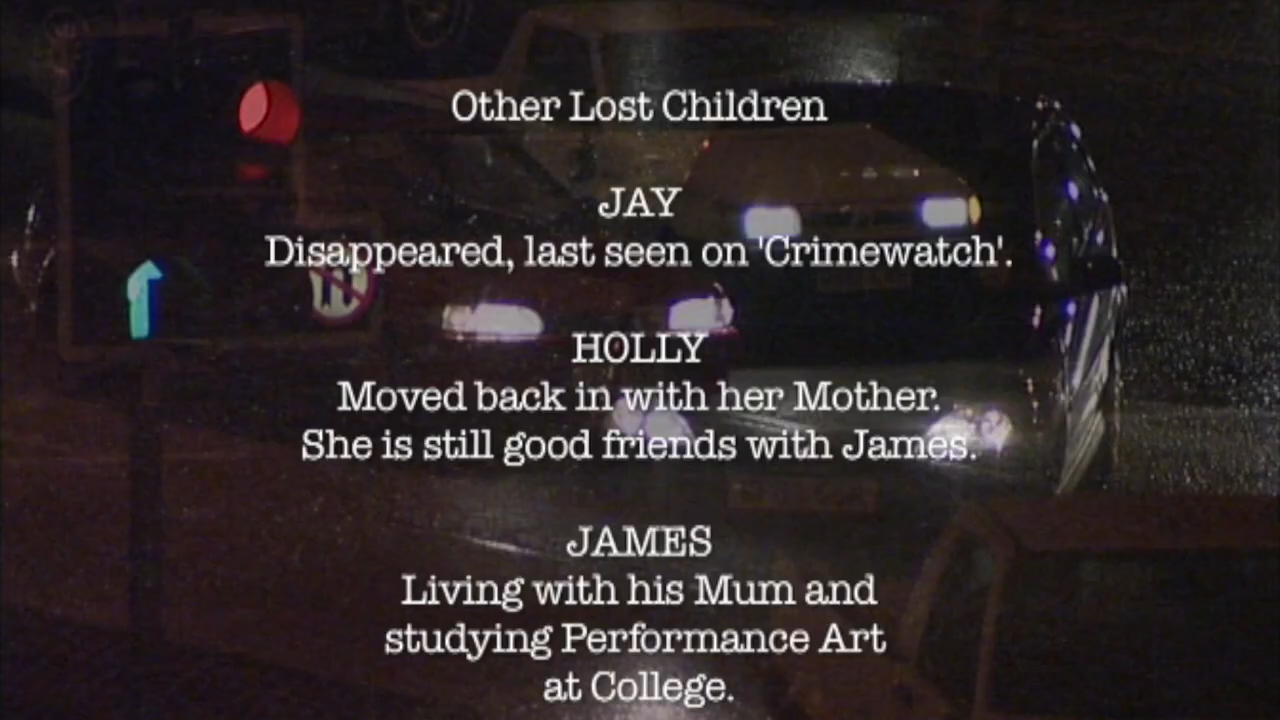 Other Lost Children
JAY
Disappeared, last seen on 'Crimewatch'.
HOLLY
Moved back in with her Mother.
She is still good friends with James.
JAMES
Living with his Mum and
studying Performance Art
at College.